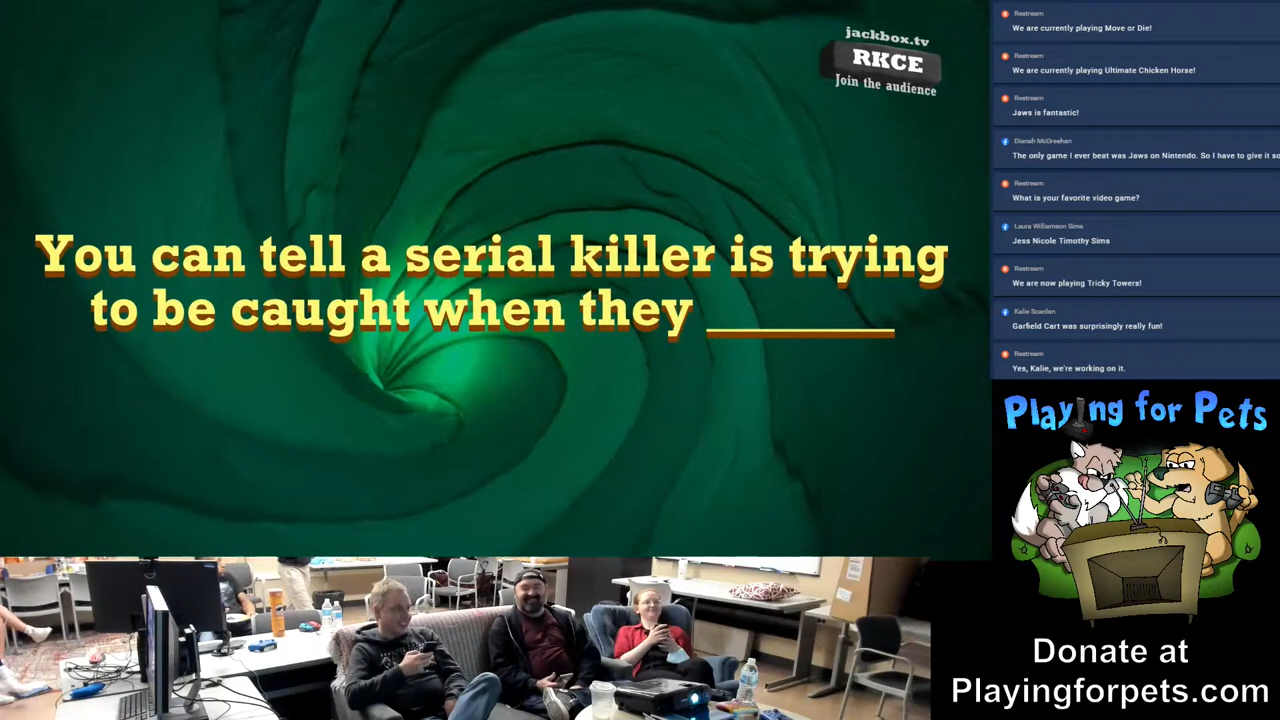 jackbox.tv
RKCE
Join the audience
You can tell a serial killer is trying
to be caught when they ________
Restream
We are currently playing Move or Die!
Restream
We are currently playing Ultimate Chicken Horse!
Restream
Jaws is fantastic!
Dianah McGreehan
The only game I ever beat was Jaws on Nintendo. So I have to give it so
Restream
What is your favorite video game?
Laura Williamson Sims
Jess Nicole Timothy Sims
Restream
We are now playing Tricky Towers!
Kalie Scanlan
Garfield Cart was surprisingly really fun!
Restream
Yes, Kalie, we're working on it.
Playing for Pets
Donate at
Playingforpets.com